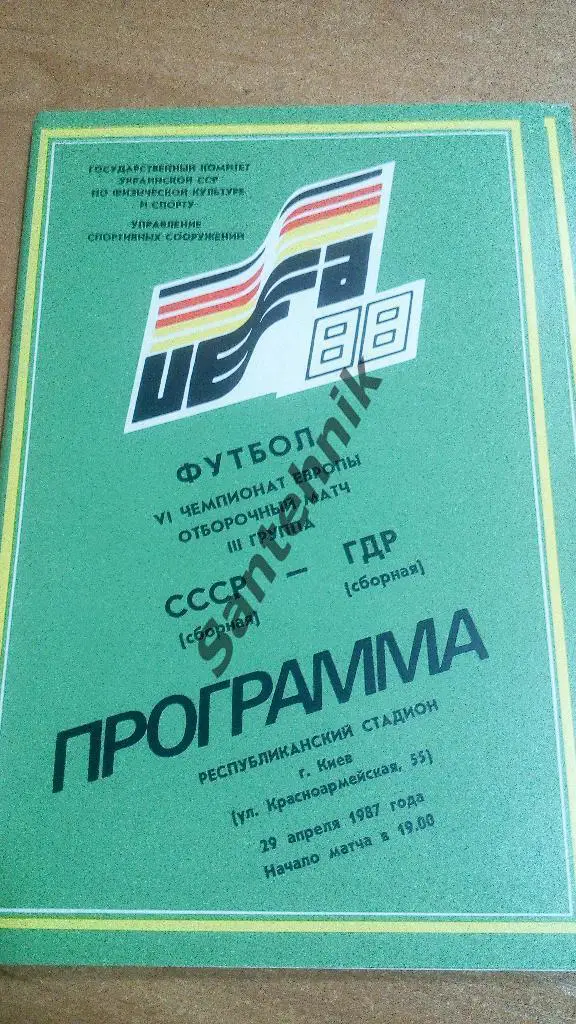 ГОСУДАРСТВЕННЫЙ КОМИТЕТ
УКРАИНСКОЙ ССР
ПО ФИЗИЧЕСКОЙ КУЛЬТУРЕ
И СПОРТУ
УПРАВЛЕНИЕ
СПОРТИВНЫХ СООРУЖЕНИЙ
UEFA
88
ФУТБОЛ
VI ЧЕМПИОНАТ ЕВРОПЫ
ОТБОРОЧНЫЙ МАТЧ
III ГРУППА
СССР — ГДР
(сборная) (сборная)
ПРОГРАММА
РЕСПУБЛИКАНСКИЙ СТАДИОН
г. Киев
(ул. Красноармейская, 55)
29 апреля 1987 года
Начало матча в 19.00
Santehnik